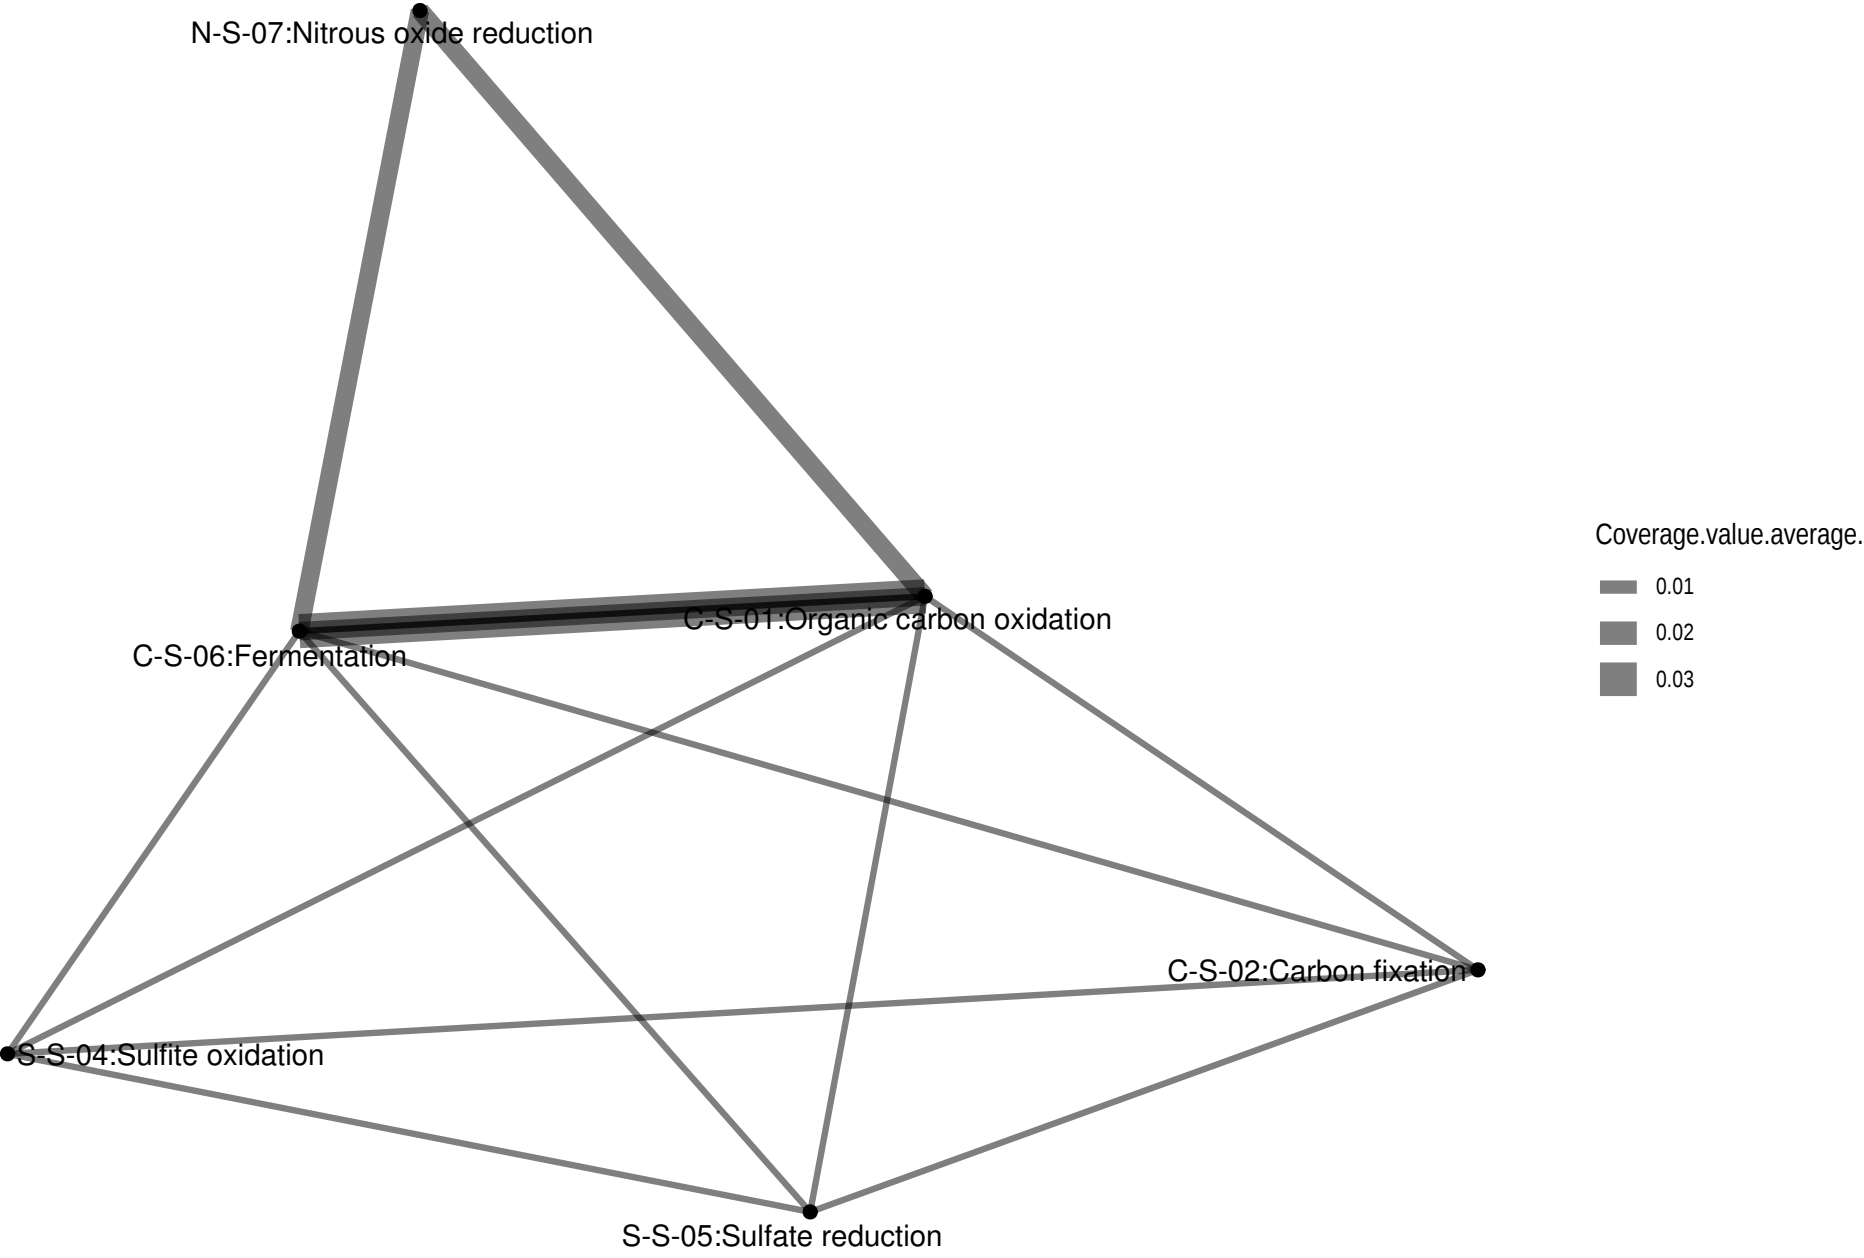 N-S-07:Nitrous oxide reduction
Coverage.value.average.
0.01
C-S-01:Organic carbon oxidation
0.02
C-S-06:Fermentation
0.03
C-S-02:Carbon fixation
S-S-04:Sulfite oxidation
S-S-05:Sulfate reduction